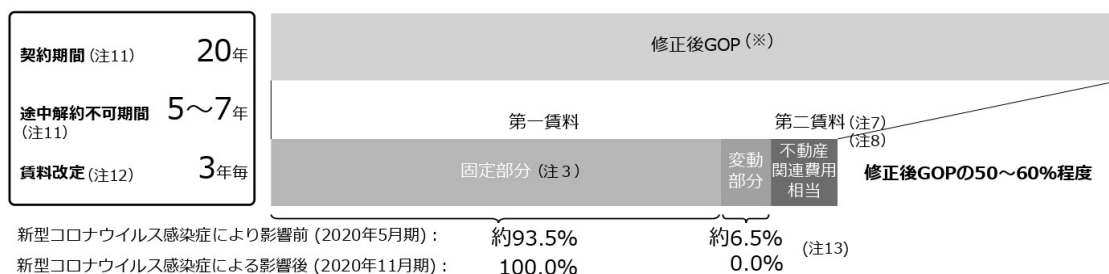 契約期間(注11) 20年
途中解約不可期間 5～7年
(注11)
賃料改定(注12) 3年毎
修正後GOP(※)
第一賃料
第二賃料(注7)
(注8)
固定部分(注3)
変動
部分
不動産
関連費用
相当
修正後GOPの50～60%程度
新型コロナウイルス感染症により影響前 (2020年5月期)： 約93.5% 約6.5% (注13)
新型コロナウイルス感染症による影響後 (2020年11月期)： 100.0% 0.0%